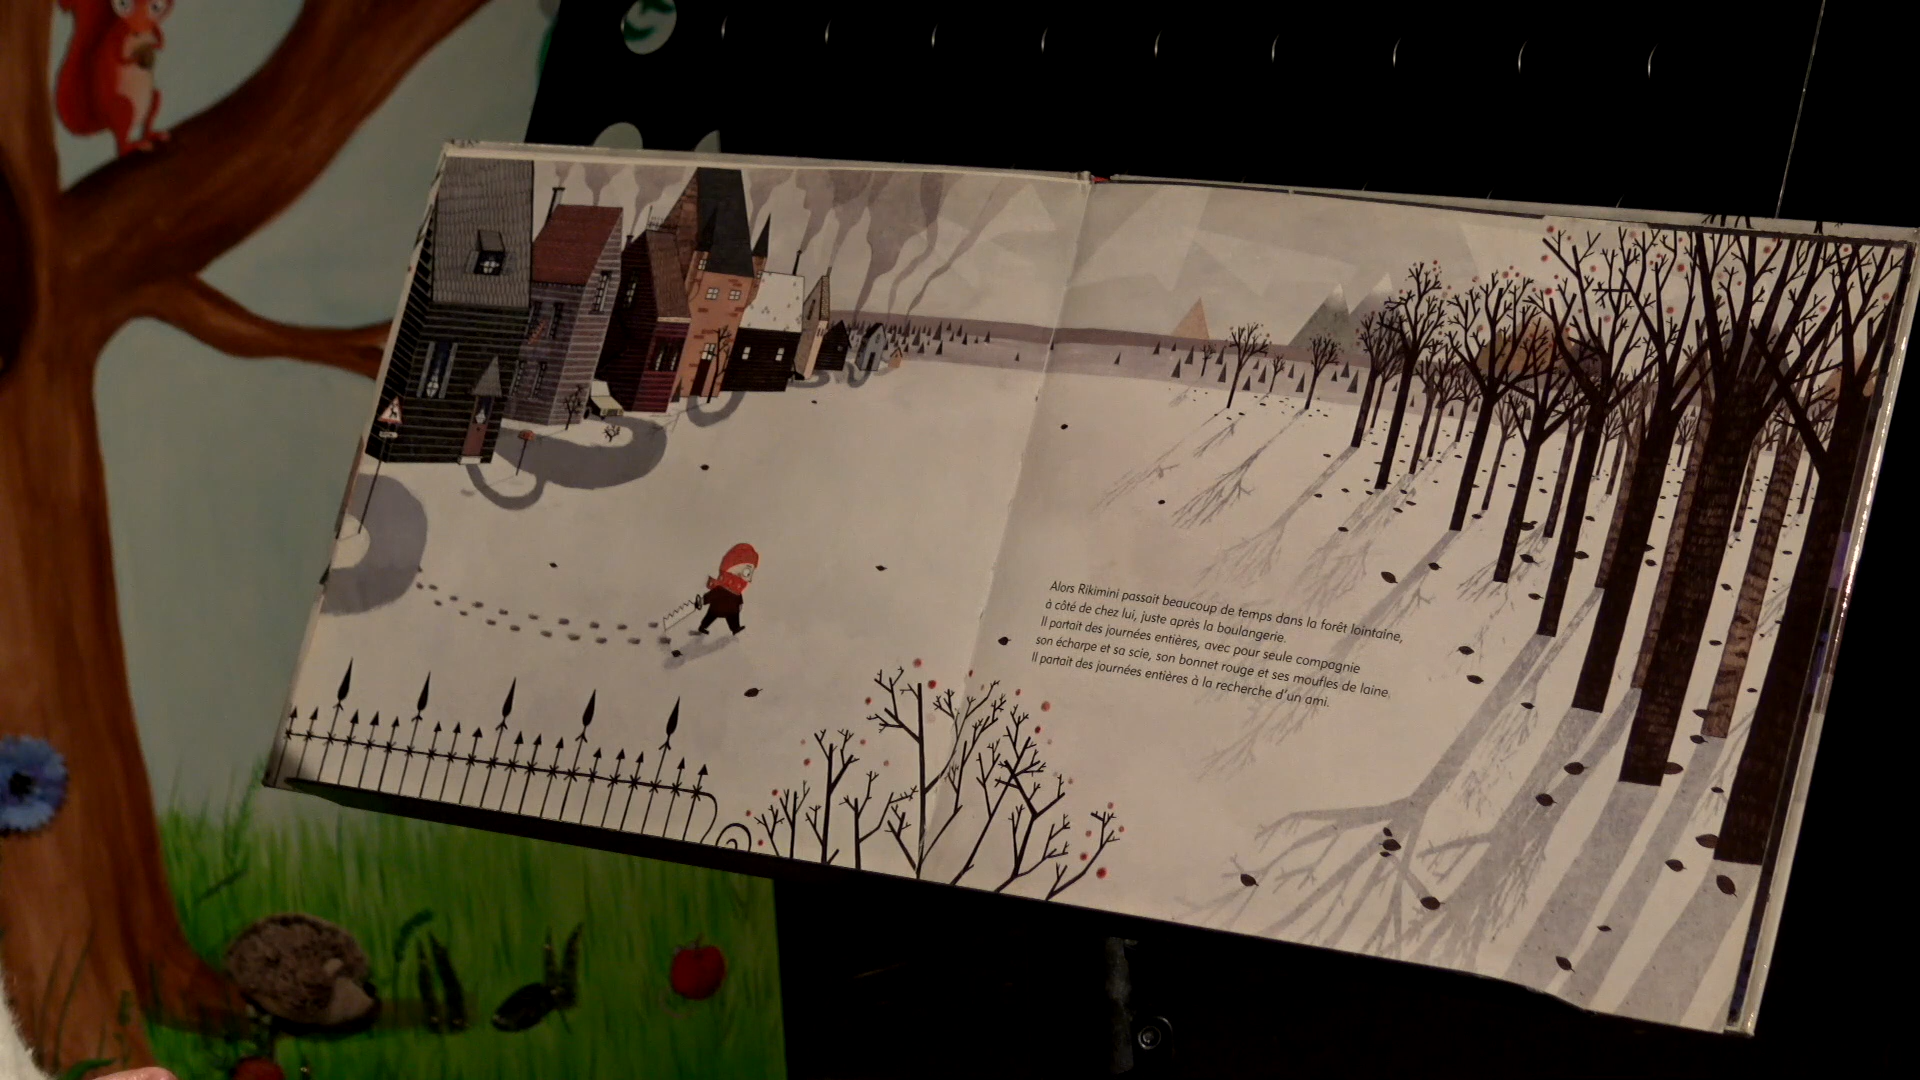 Alors Rikimini passait beaucoup de temps dans la forêt lointaine,
à côté de chez lui, juste après la boulangerie.
Il partait des journées entières, avec pour seule compagnie
son écharpe et sa scie, son bonnet rouge et ses moufles de laine.
Il partait des journées entières à la recherche d'un ami.